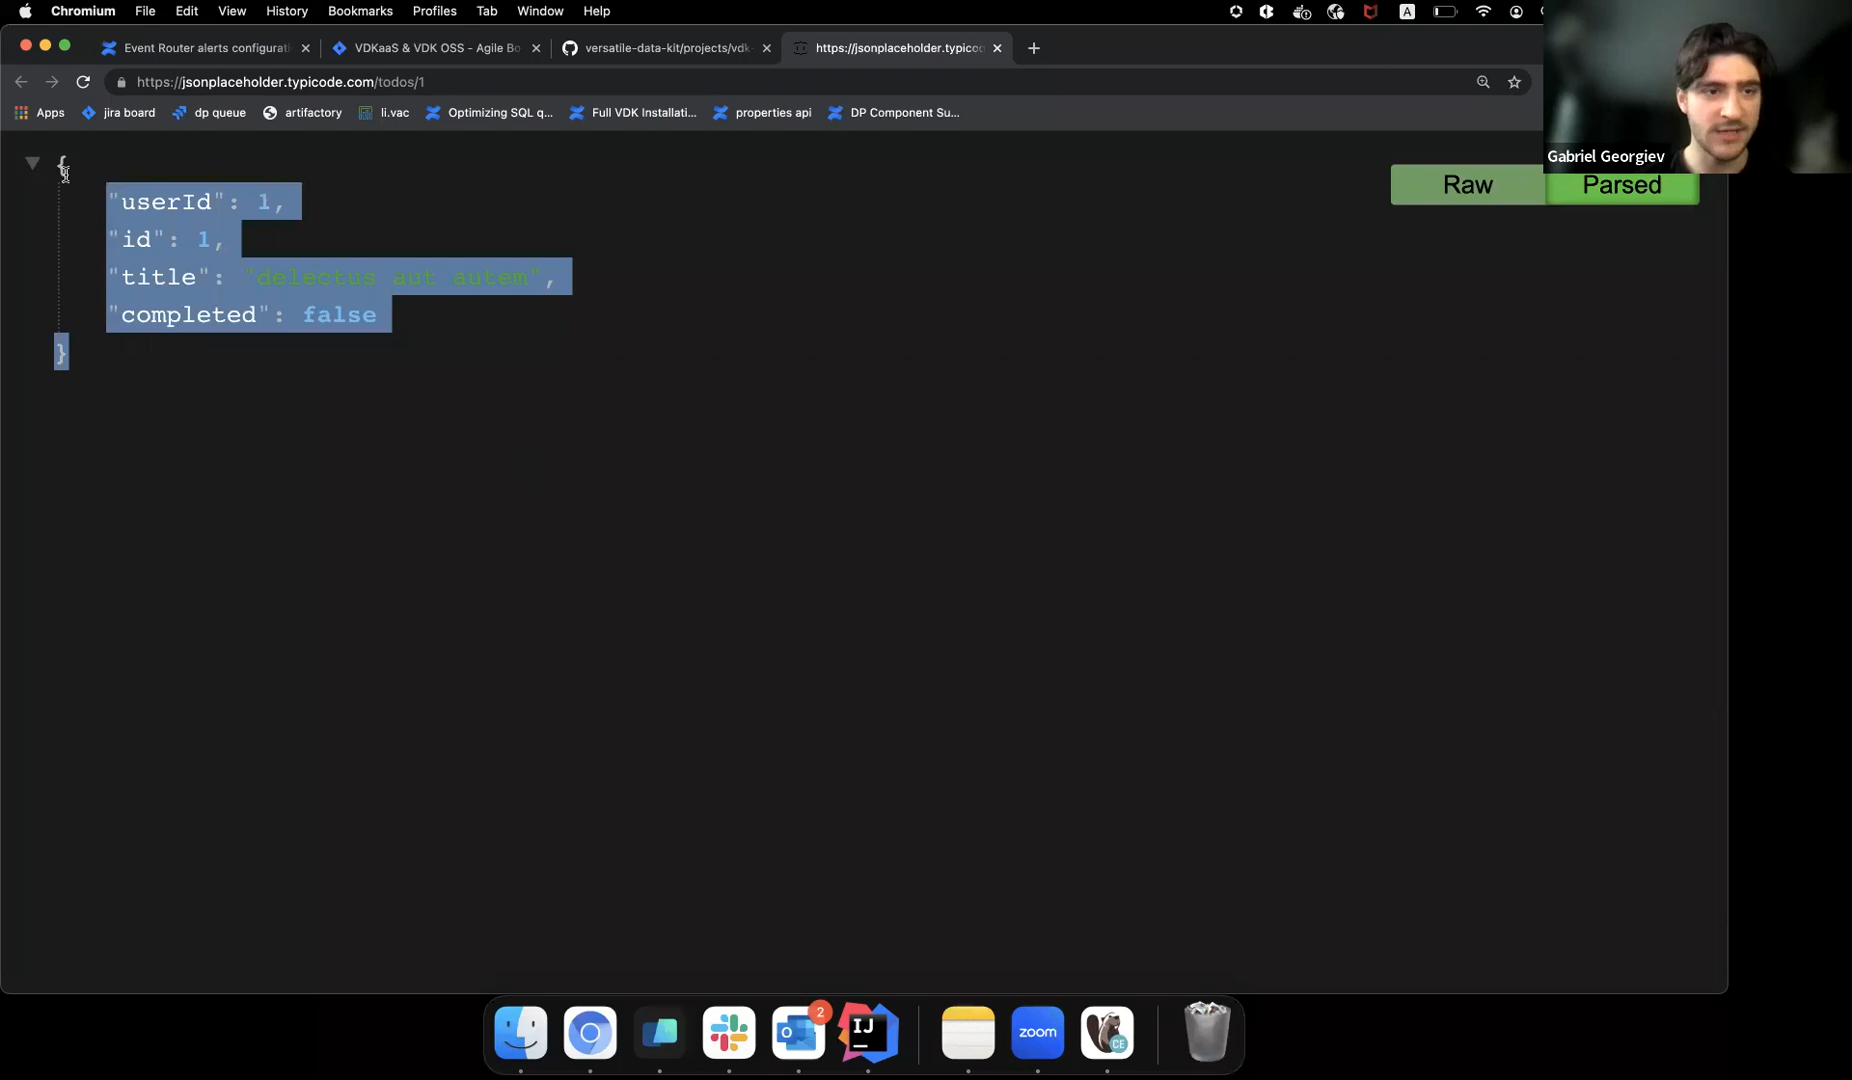 Chromium File Edit View History Bookmarks Profiles Tab Window Help A
Event Router alerts configurati VDKaaS & VDK OSS - Agile Bo versatile-data-kit/projects/vdk- https://jsonplaceholder.typico
https://jsonplaceholder.typicode.com/todos/1
Apps jira board dp queue artifactory li.vac Optimizing SQL q... Full VDK Installati... properties api DP Component Su...
Gabriel Georgiev
Raw Parsed
{
"userId": 1,
"id": 1,
"title": "delectus aut autem",
"completed": false
}
2
IJ
zoom
CE